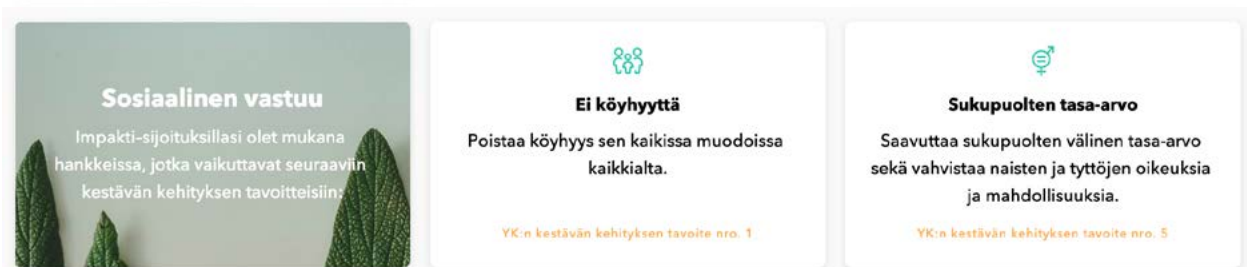 Sosiaalinen vastuu
Impakti-sijoituksillasi olet mukana
hankkeissa, jotka vaikuttavat seuraaviin
kestävän kehityksen tavoitteisiin:
Ei köyhyyttä
Poistaa köyhyys sen kaikissa muodoissa
kaikkialta.
YK:n kestävän kehityksen tavoite nro. 1
Sukupuolten tasa-arvo
Saavuttaa sukupuolten välinen tasa-arvo
sekä vahvistaa naisten ja tyttöjen oikeuksia
ja mahdollisuuksia.
YK:n kestävän kehityksen tavoite nro. 5